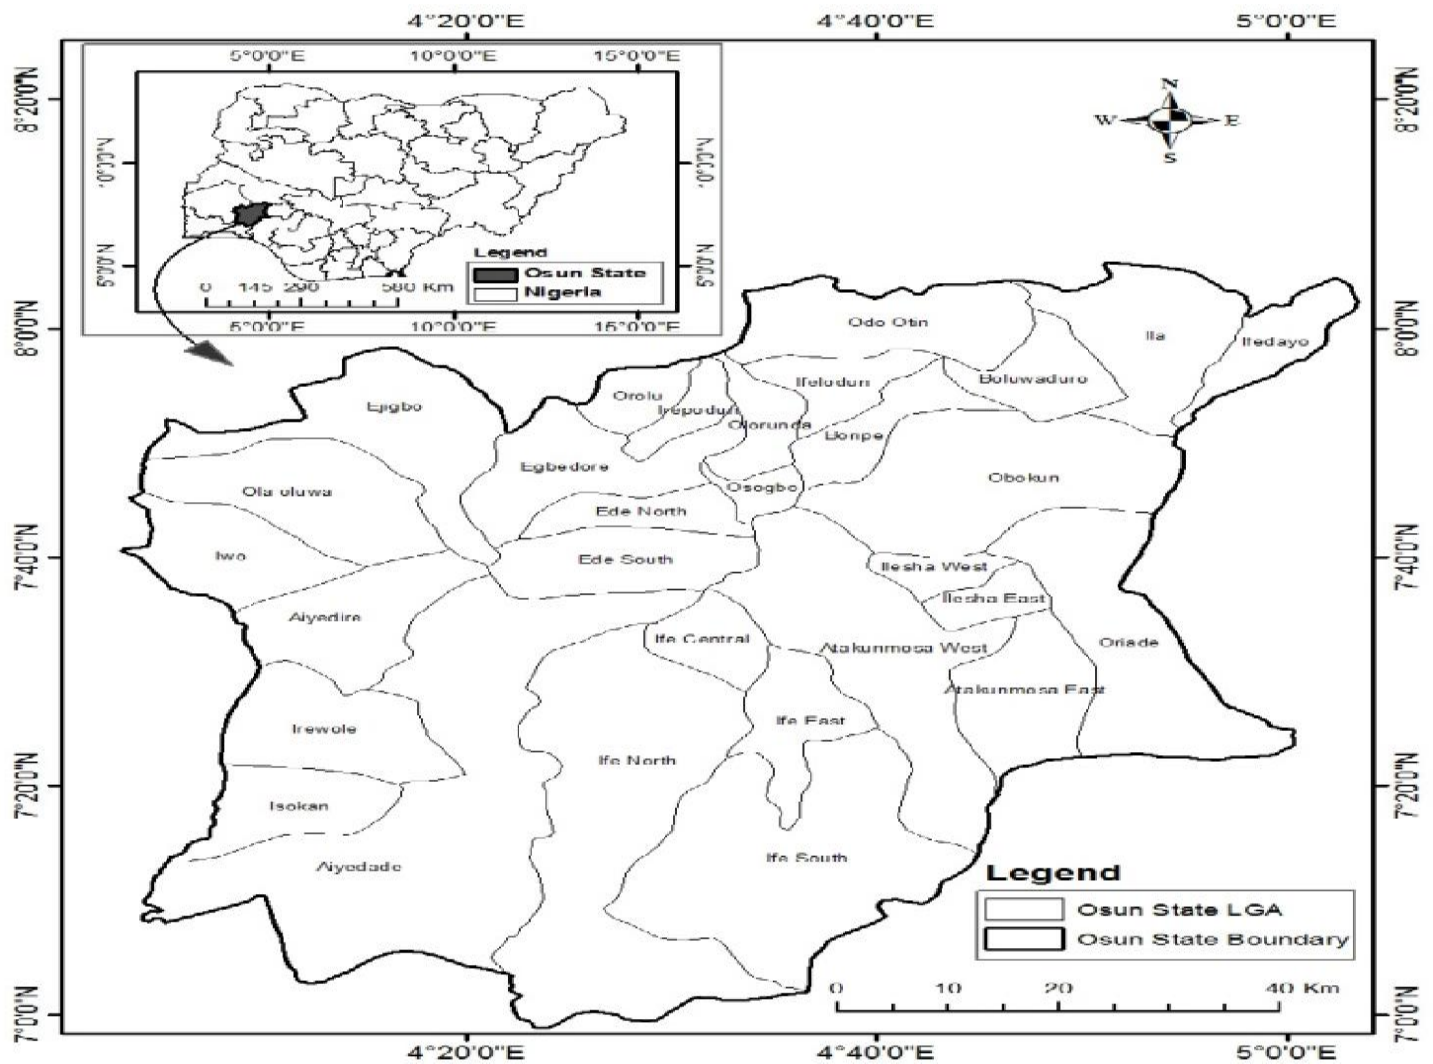 4°20'0"E 4°40'0"E 5°0'0"E
5°0'0"E 10°0'0"E 15°0'0"E
8°20'0"N 8°20'0"N
N
W E
S
5°0'0"N 5°0'0"N
Legend
Osun State
Nigeria
0 145 290 580 Km
5°0'0"E 10°0'0"E 15°0'0"E
8°0'0"N 8°0'0"N
Odo Otin
Ila
Ifedayo
Ifelodun
Boluwaduro
Orolu
Irepodun
Ejigbo
Olorunda
Iloripe
Egbedore
Obokun
Osogbo
Ola oluwa
Ede North
Iwo
Ede South
Ilesha West
7°40'0"N 7°40'0"N
Ilesha East
Aiyedire
Ife Central
Atakunmosa West
Oriade
Atakunmosa East
Irewole
Ife East
Ife North
7°20'0"N 7°20'0"N
Isokan
Ife South
Aiyedade
Legend
Osun State LGA
Osun State Boundary
0 10 20 40 Km
7°0'0"N 7°0'0"N
4°20'0"E 4°40'0"E 5°0'0"E